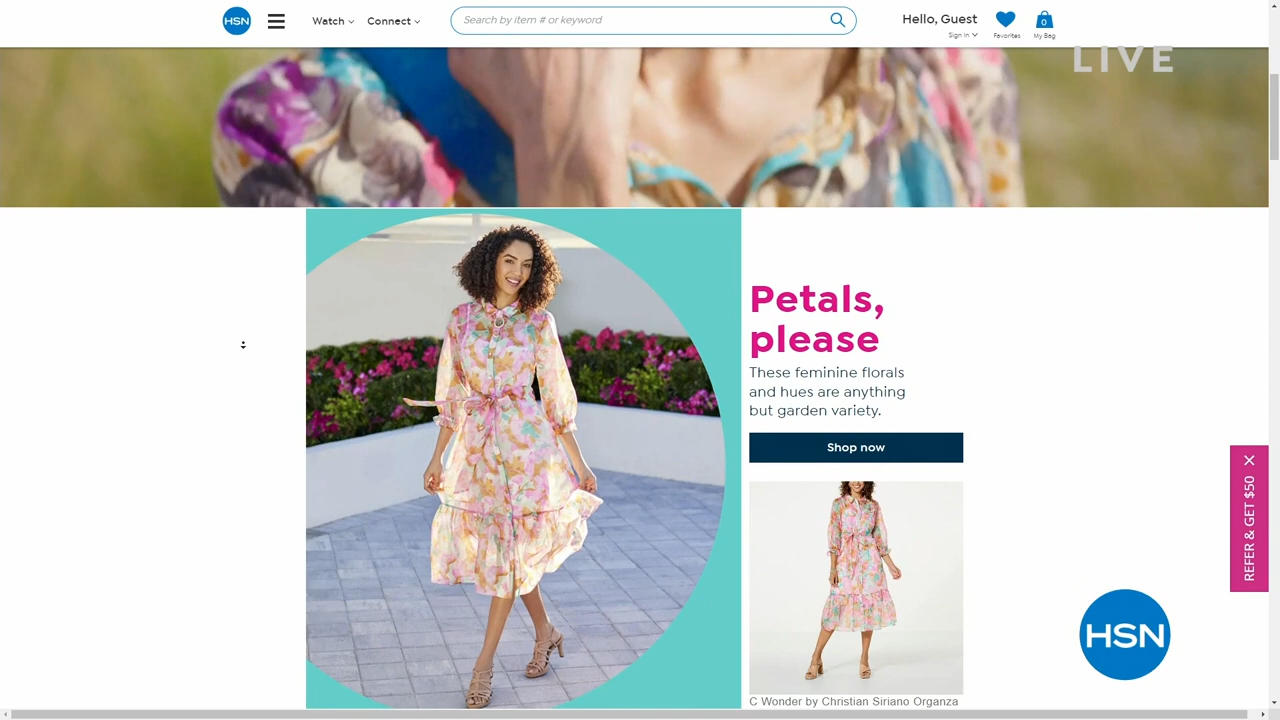 HSN
Watch
Connect
Search by item # or keyword
Hello, Guest
Sign In
Favorites
0
My Bag
LIVE
Petals,
please
These feminine florals
and hues are anything
but garden variety.
Shop now
REFER & GET $50
HSN
C Wonder by Christian Siriano Organza